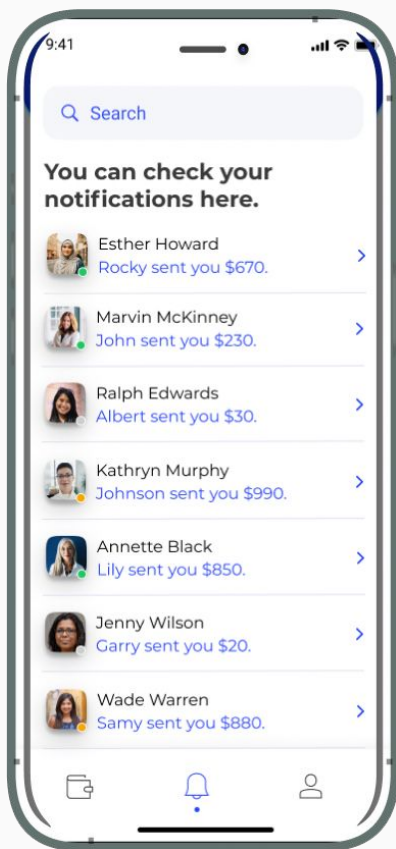 9:41
Search
You can check your
notifications here.
Esther Howard
Rocky sent you $670.
Marvin McKinney
John sent you $230.
Ralph Edwards
Albert sent you $30.
Kathryn Murphy
Johnson sent you $990.
Annette Black
Lily sent you $850.
Jenny Wilson
Garry sent you $20.
Wade Warren
Samy sent you $880.